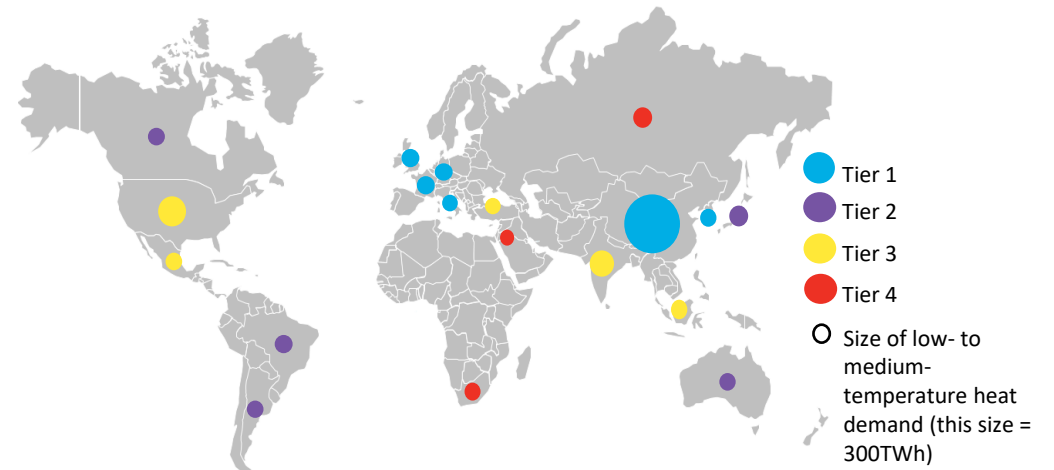 Tier 1
Tier 2
Tier 3
Tier 4
Size of low- to
medium-
temperature heat
demand (this size =
300TWh)